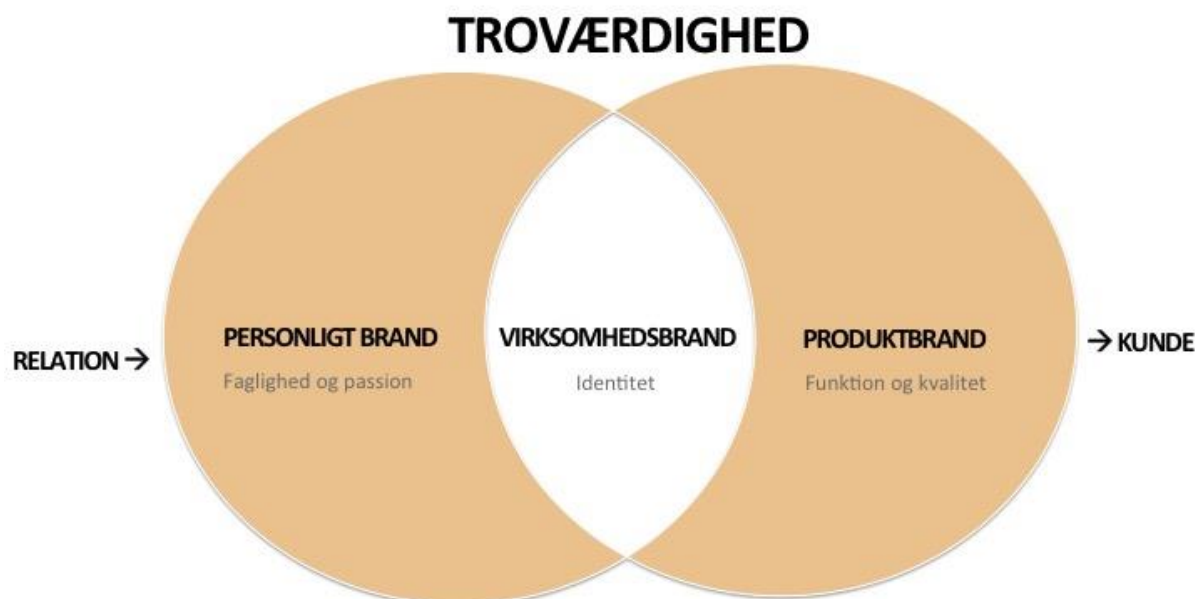 TROVÆRDIGHED
RELATION →
PERSONLIGT BRAND
Faglighed og passion
VIRKSOMHEDSBRAND
Identitet
PRODUKTBRAND
Funktion og kvalitet
→ KUNDE